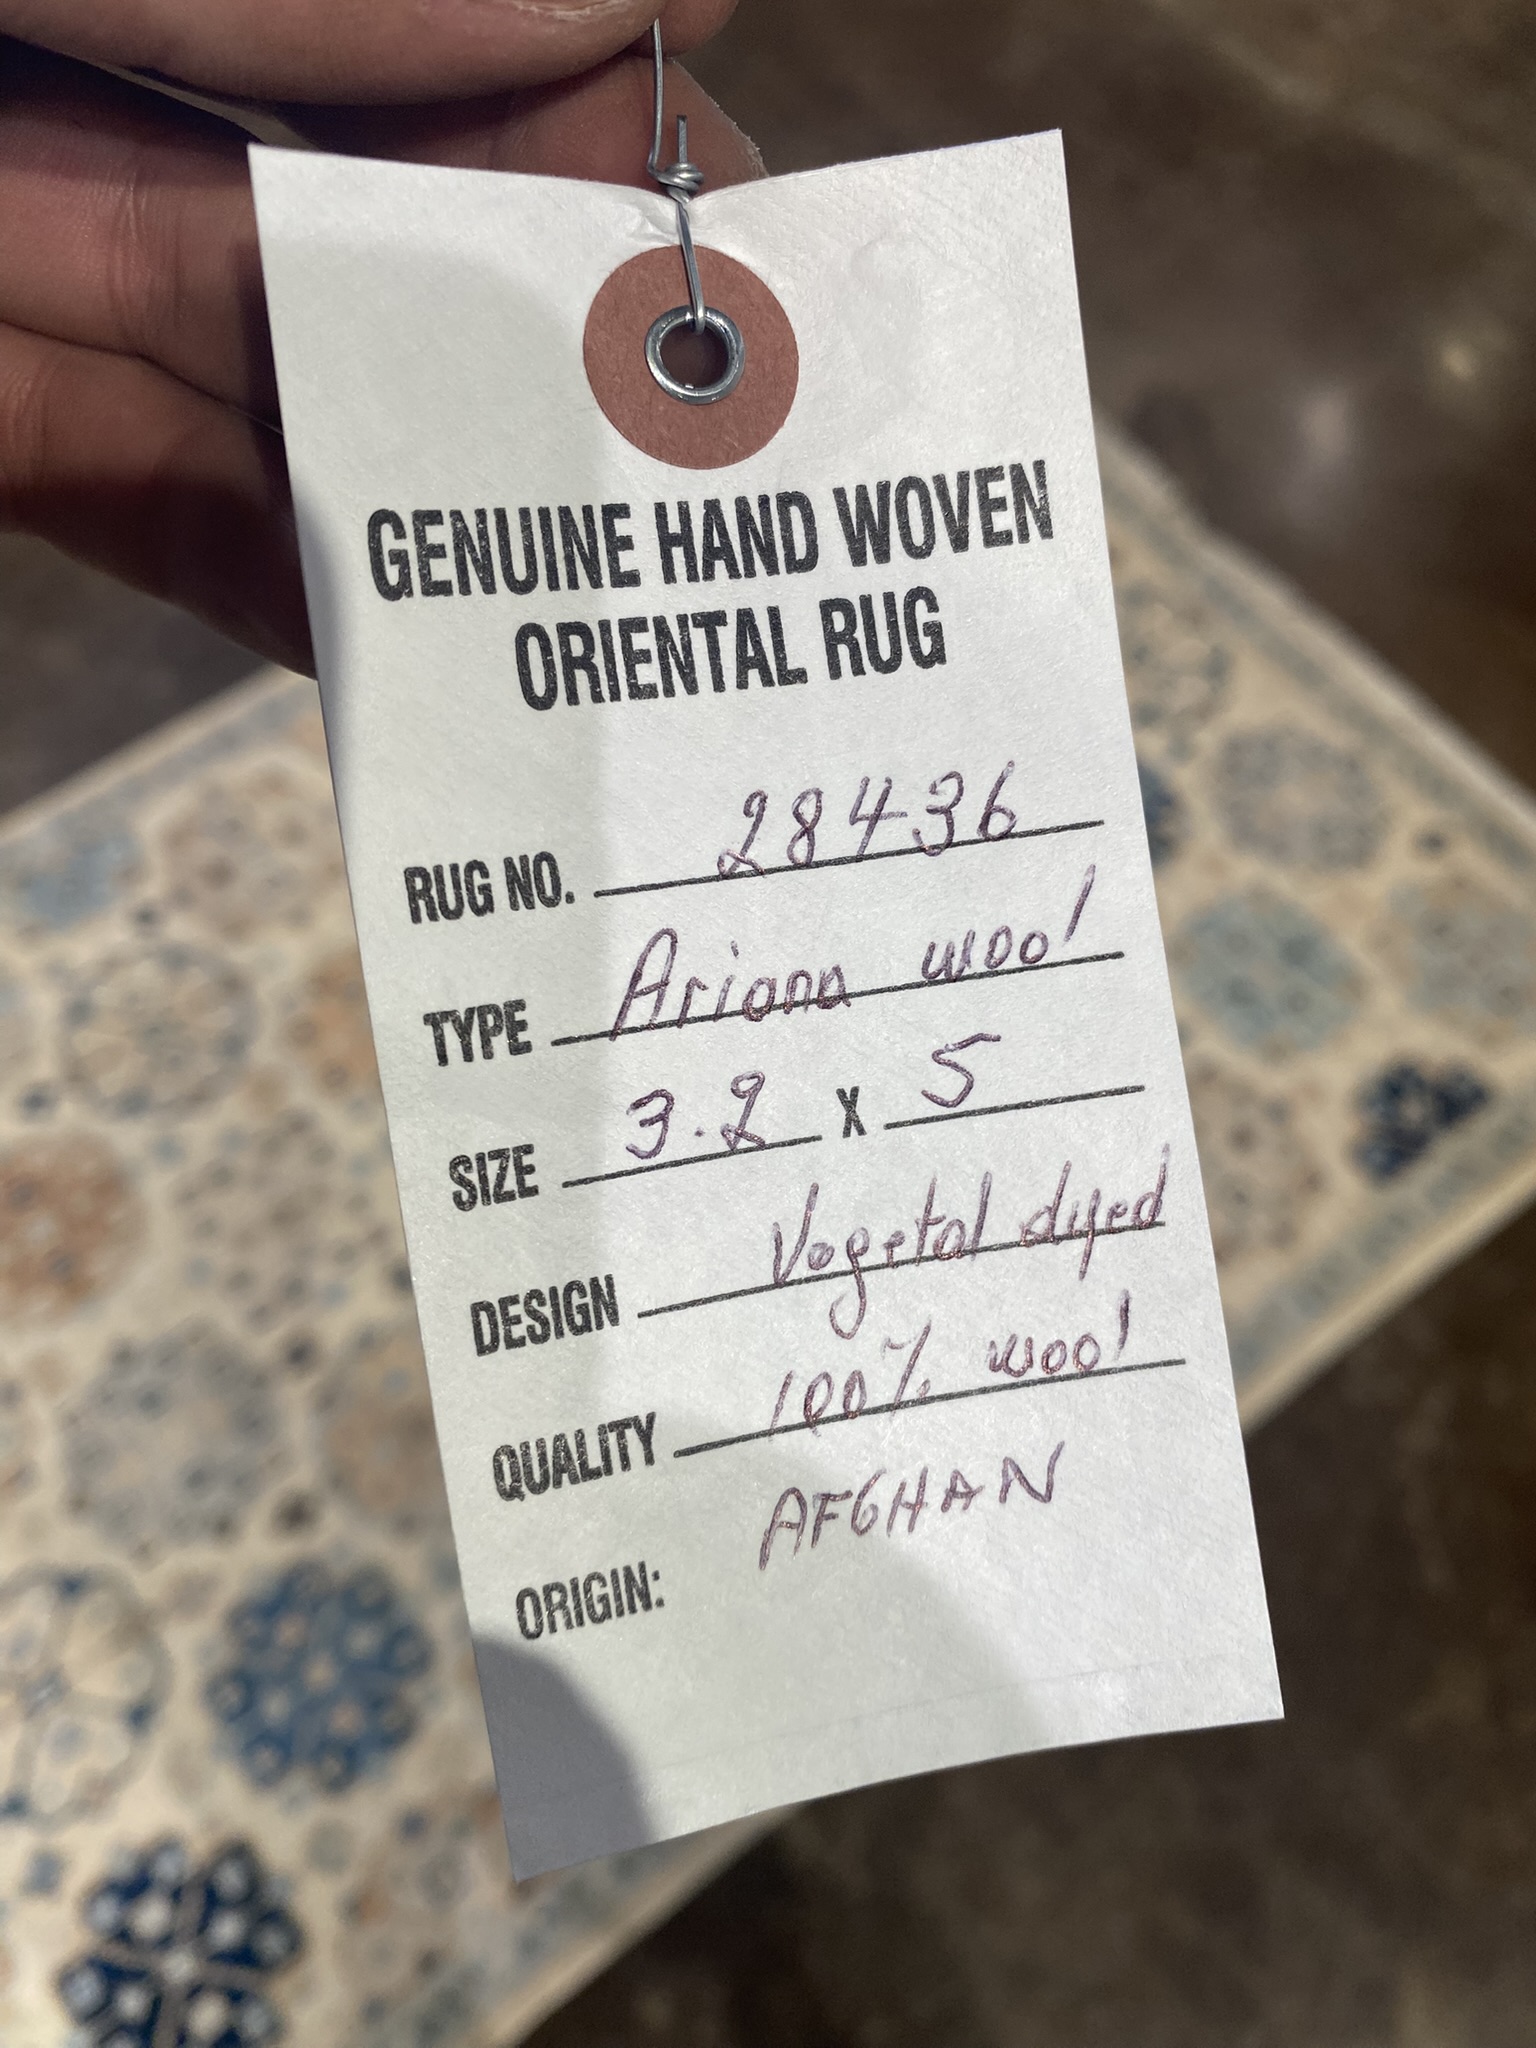 GENUINE HAND WOVEN
ORIENTAL RUG
RUG NO. 28436
TYPE Ariana wool
SIZE 3.2 X 5
DESIGN Vegetal dyed
QUALITY 100% wool
ORIGIN: AFGHAN